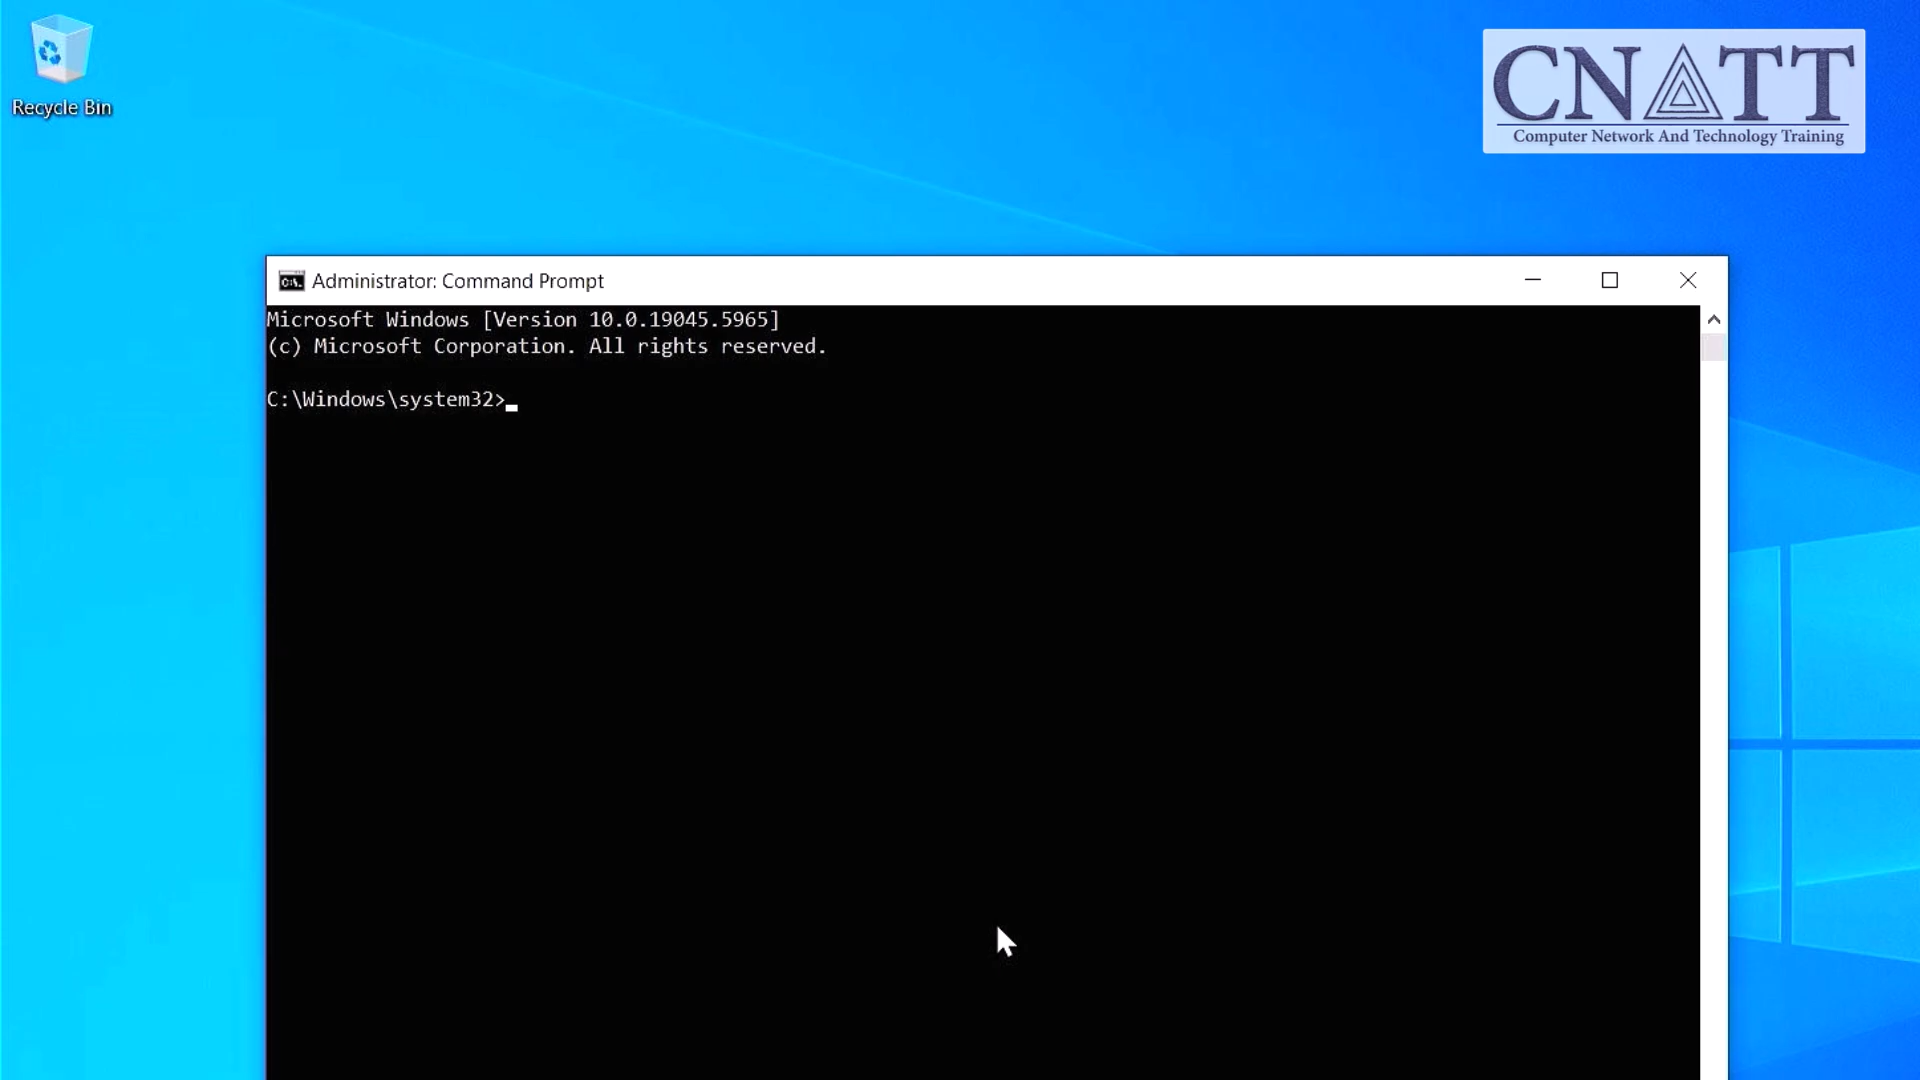 Recycle Bin
CNATT
Computer Network And Technology Training
Administrator: Command Prompt
Microsoft Windows [Version 10.0.19045.5965]
(c) Microsoft Corporation. All rights reserved.
C:\Windows\system32>